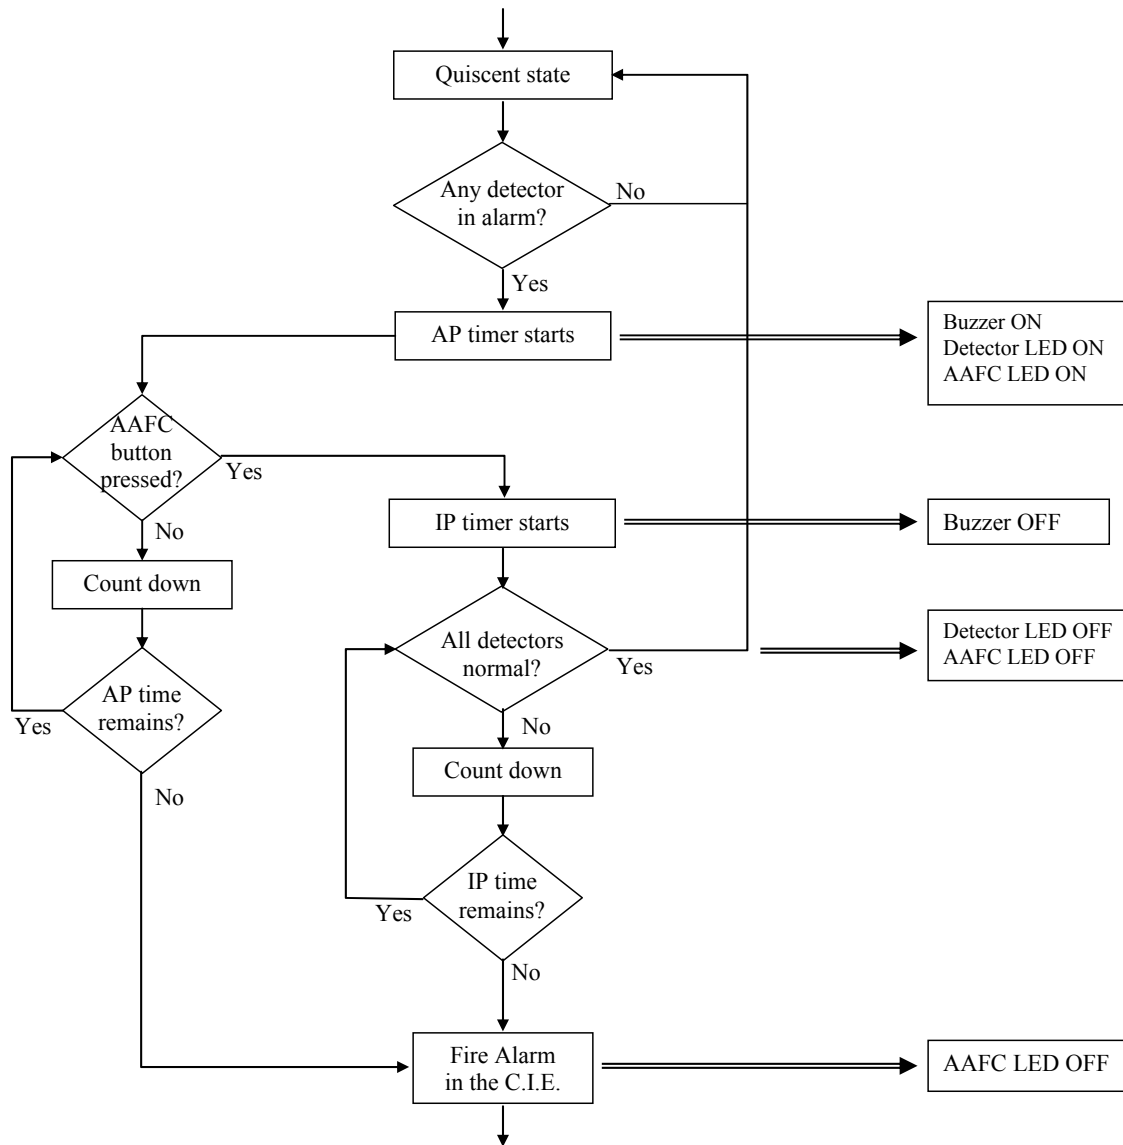 Quiscent state
Any detector
in alarm?
No
Yes
AP timer starts
Buzzer ON
Detector LED ON
AAFC LED ON
AAFC
button
pressed?
Yes
No
IP timer starts
Buzzer OFF
Count down
All detectors
normal?
Yes
No
Detector LED OFF
AAFC LED OFF
AP time
remains?
Yes
No
Count down
IP time
remains?
Yes
No
Fire Alarm
in the C.I.E.
AAFC LED OFF